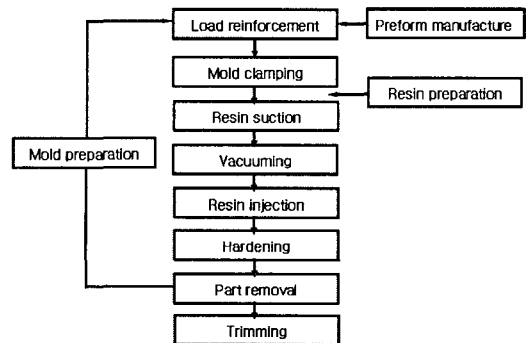 Load reinforcement
Preform manufacture
Mold clamping
Resin preparation
Resin suction
Mold preparation
Vacuuming
Resin injection
Hardening
Part removal
Trimming